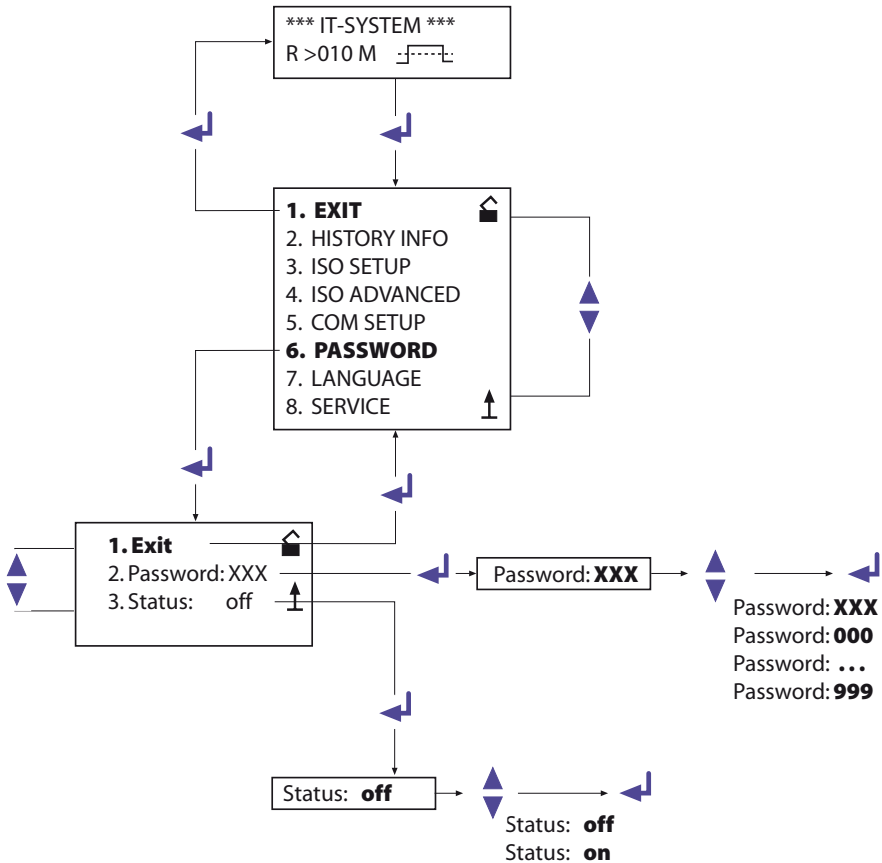 *** IT-SYSTEM ***
R >010 M
1. EXIT
2. HISTORY INFO
3. ISO SETUP
4. ISO ADVANCED
5. COM SETUP
6. PASSWORD
7. LANGUAGE
8. SERVICE
1. Exit
2. Password: XXX
3. Status: off
Password: XXX
Password: XXX
Password: 000
Password: ...
Password: 999
Status: off
Status: off
Status: on